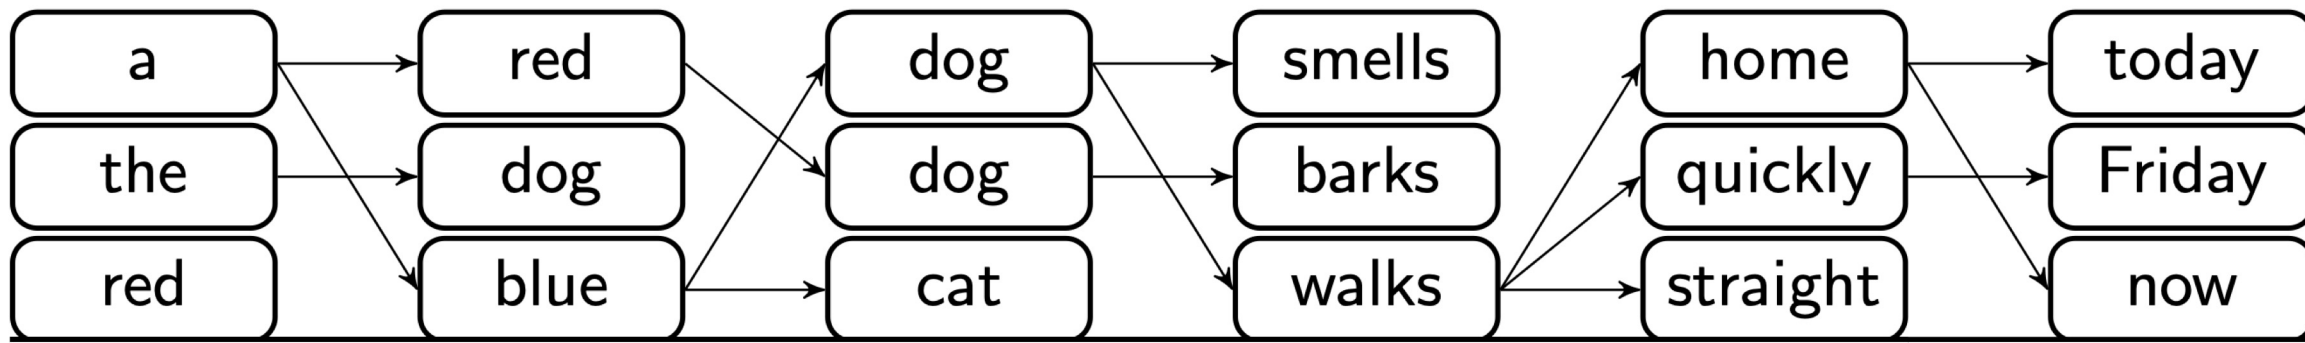 a red dog smells home today
the dog dog barks quickly Friday
red blue cat walks straight now